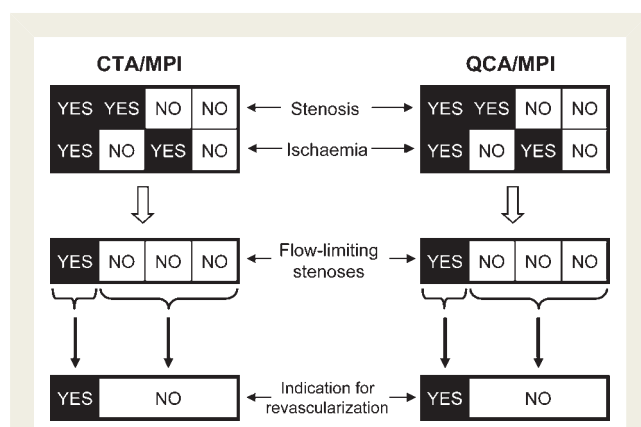 CTA/MPI QCA/MPI
YES YES NO NO Stenosis YES YES NO NO
YES NO YES NO Ischaemia YES NO YES NO
YES NO NO NO Flow-limiting stenoses YES NO NO NO
YES NO Indication for revascularization YES NO